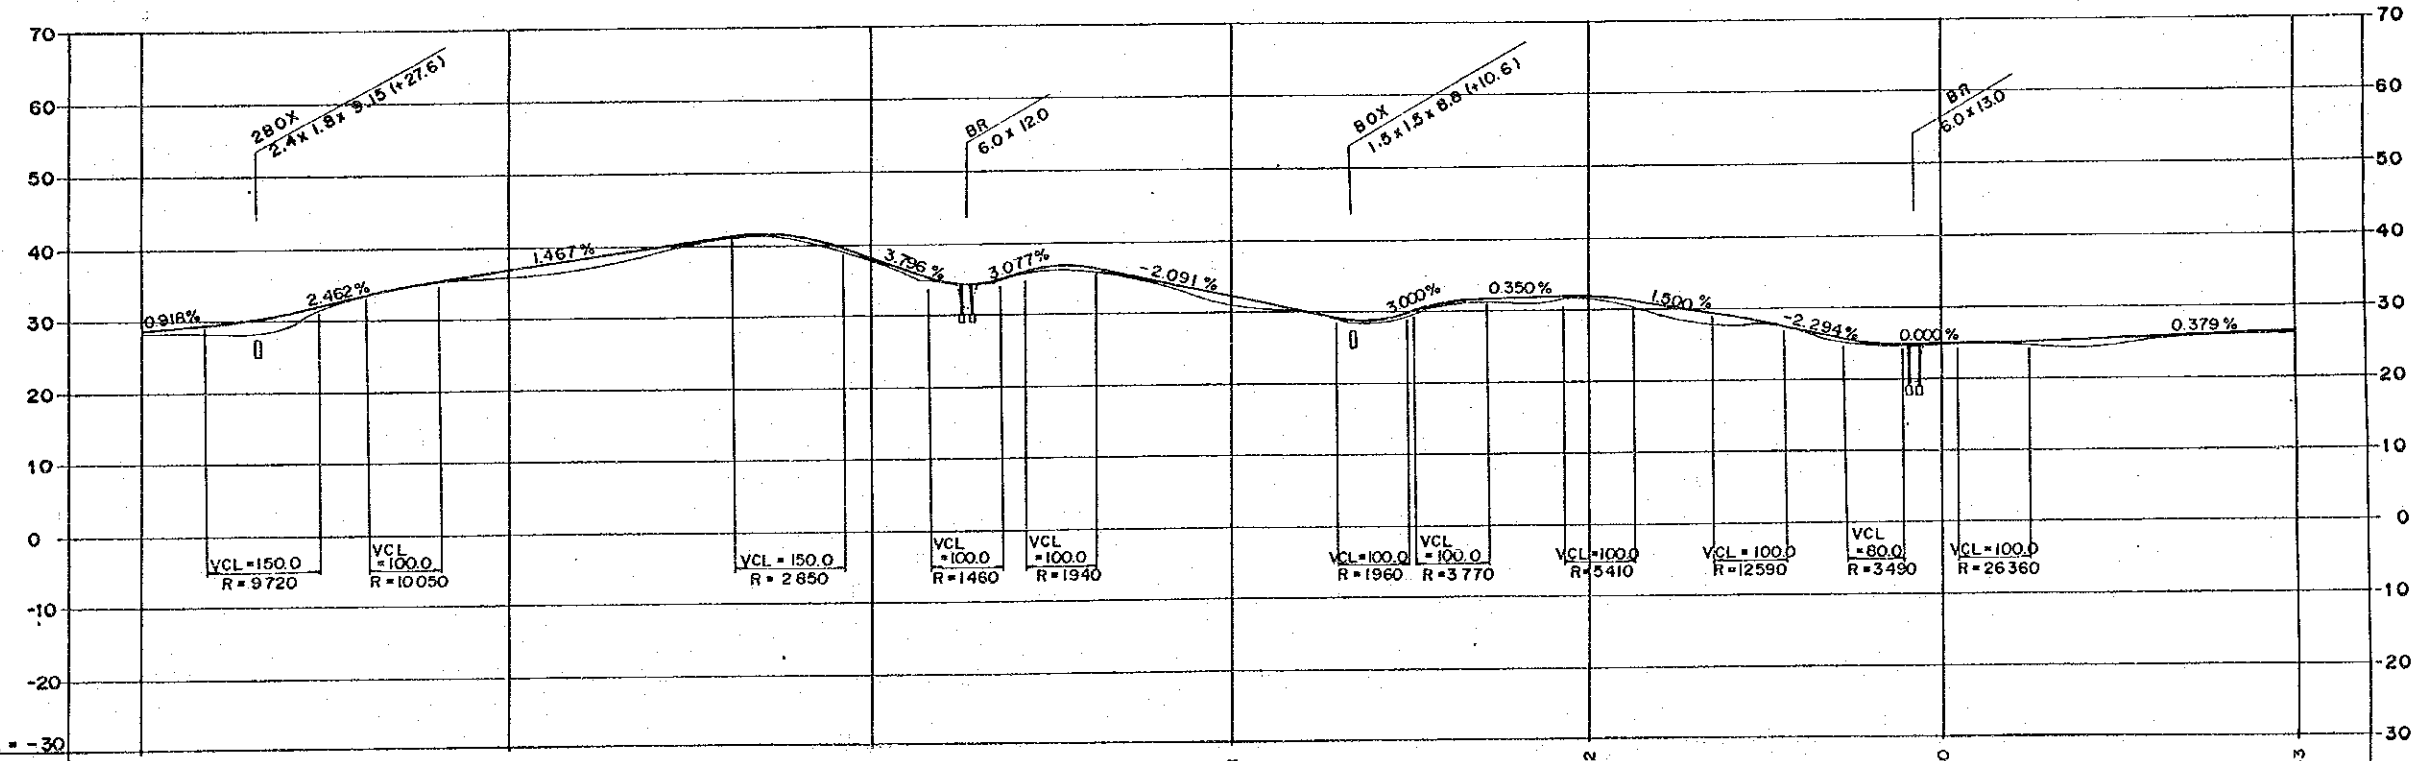 70
60
50
40
30
20
10
0
-10
-20
-30
2BOX
2.4 x 1.8 x 9.15 (+27.6)
BR
6.0 x 12.0
BOX
1.5 x 1.5 x 8.8 (+10.6)
BR
6.0 x 13.0
0.918%
2.462%
1.467%
3.796%
3.077%
-2.091%
3.000%
0.350%
1.500%
-2.294%
0.000%
0.379%
VCL=150.0
R=9720
VCL
=100.0
R=10050
VCL=150.0
R=2850
VCL
=100.0
R=1460
VCL
=100.0
R=1940
VCL=100.0
R=1960
VCL
=100.0
R=3770
VCL=100.0
R=5410
VCL=100.0
R=12590
VCL
=80.0
R=3490
VCL=100.0
R=26360
70
60
50
40
30
20
10
0
-10
-20
-30
2
0
3